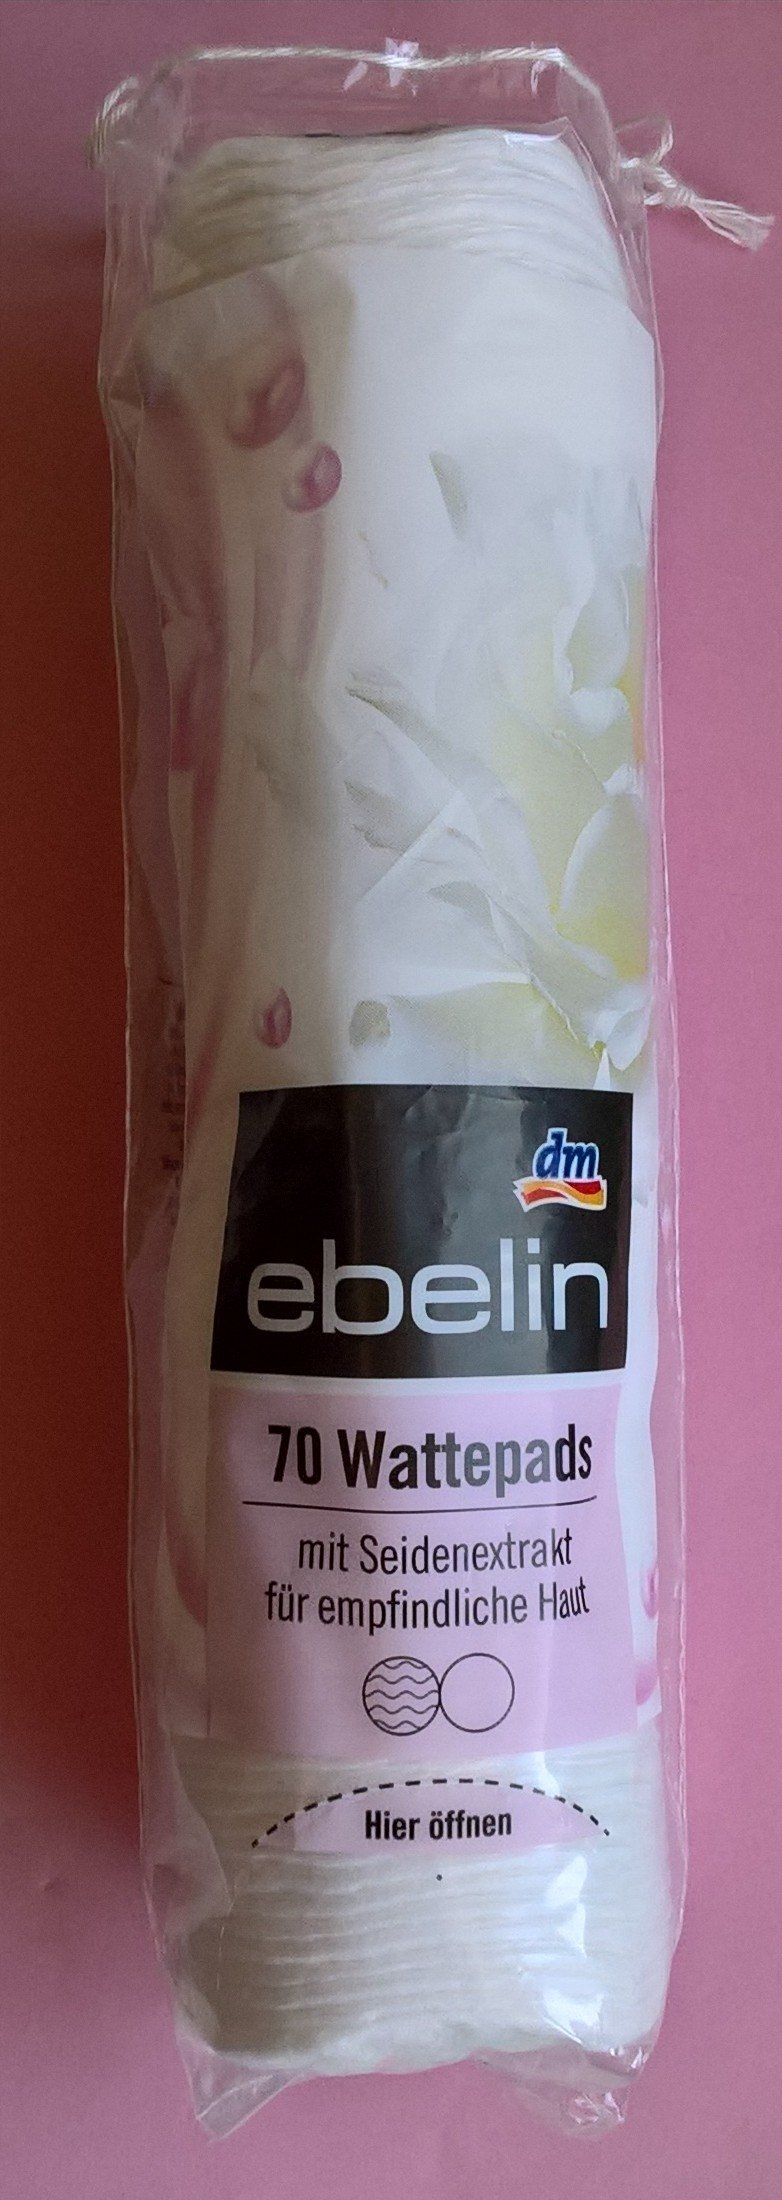 dm
ebelin
70 Wattepads
mit Seidenextrakt
für empfindliche Haut
Hier öffnen